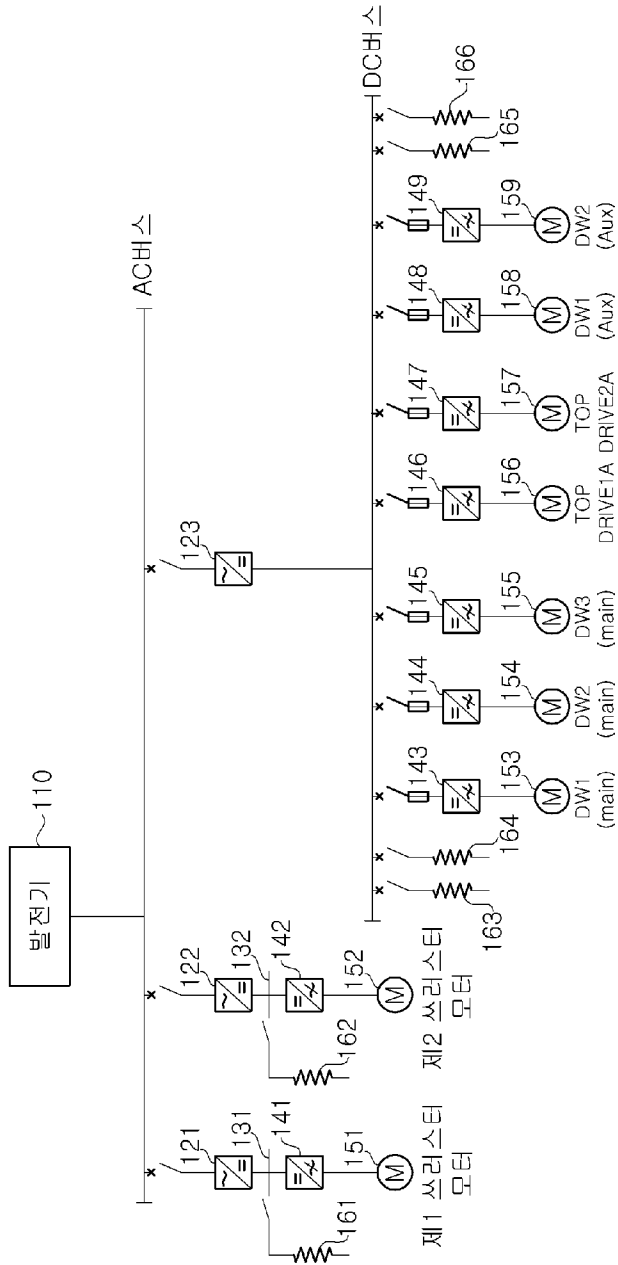 발전기
110
AC버스
DC버스
121
122
123
131
132
141
142
143
144
145
146
147
148
149
151
152
153
154
155
156
157
158
159
161
162
163
164
165
166
M
M
M
M
M
M
M
M
M
제1 쓰러스터
모터
제2 쓰러스터
모터
DW1
(main)
DW2
(main)
DW3
(main)
TOP
DRIVE1A
TOP
DRIVE2A
DW1
(Aux)
DW2
(Aux)